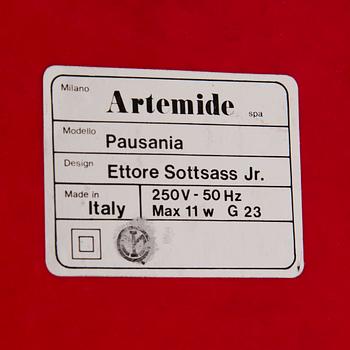 Milano Artemide spa
Modello Pausania
Design Ettore Sottsass Jr.
Made in Italy
250V - 50 Hz
Max 11 w G 23